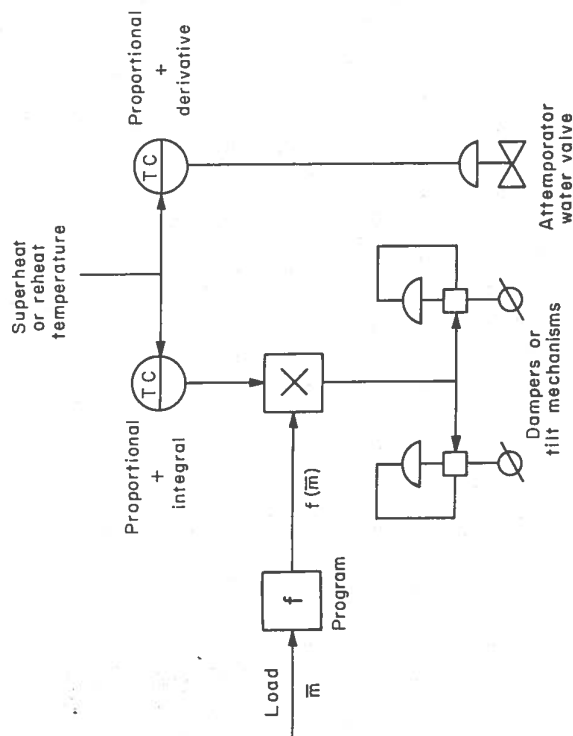 Superheat
or reheat
temperature
Proportional
+
integral
TC
TC
Proportional
+
derivative
Load
m̅
f
Program
f(m̅)
X
Dampers or
tilt mechanisms
Attemporator
water valve